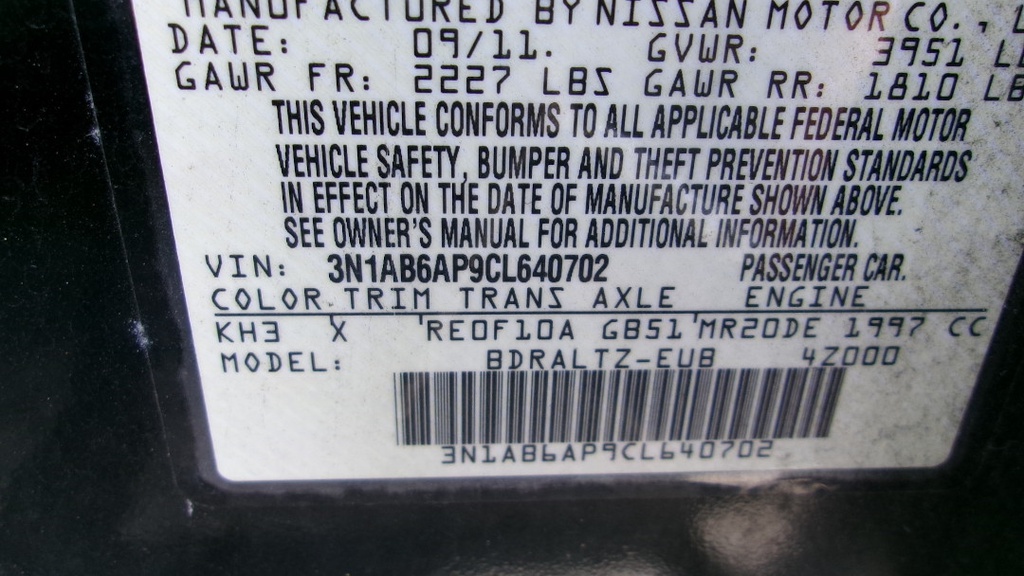 MANUFACTURED BY NISSAN MOTOR CO.,
DATE: 09/11. GVWR: 3951
GAWR FR: 2227 LBS GAWR RR: 1810 LB
THIS VEHICLE CONFORMS TO ALL APPLICABLE FEDERAL MOTOR
VEHICLE SAFETY, BUMPER AND THEFT PREVENTION STANDARDS
IN EFFECT ON THE DATE OF MANUFACTURE SHOWN ABOVE.
SEE OWNER'S MANUAL FOR ADDITIONAL INFORMATION.
VIN: 3N1AB6AP9CL640702 PASSENGER CAR.
COLOR TRIM TRANS AXLE ENGINE
KH3 X RE0F10A GB51 MR20DE 1997 CC
MODEL: BDRALTZ-EUB 4Z000
3N1AB6AP9CL640702